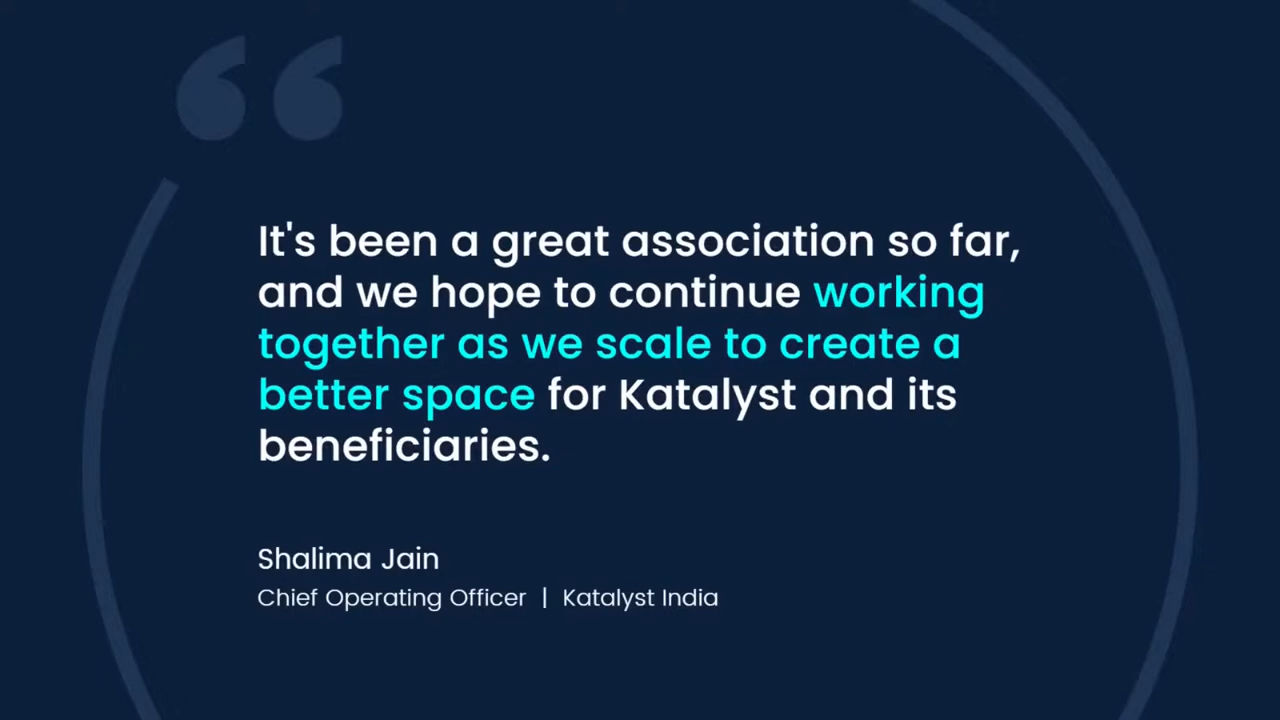 “
It's been a great association so far,
and we hope to continue working
together as we scale to create a
better space for Katalyst and its
beneficiaries.
Shalima Jain
Chief Operating Officer | Katalyst India